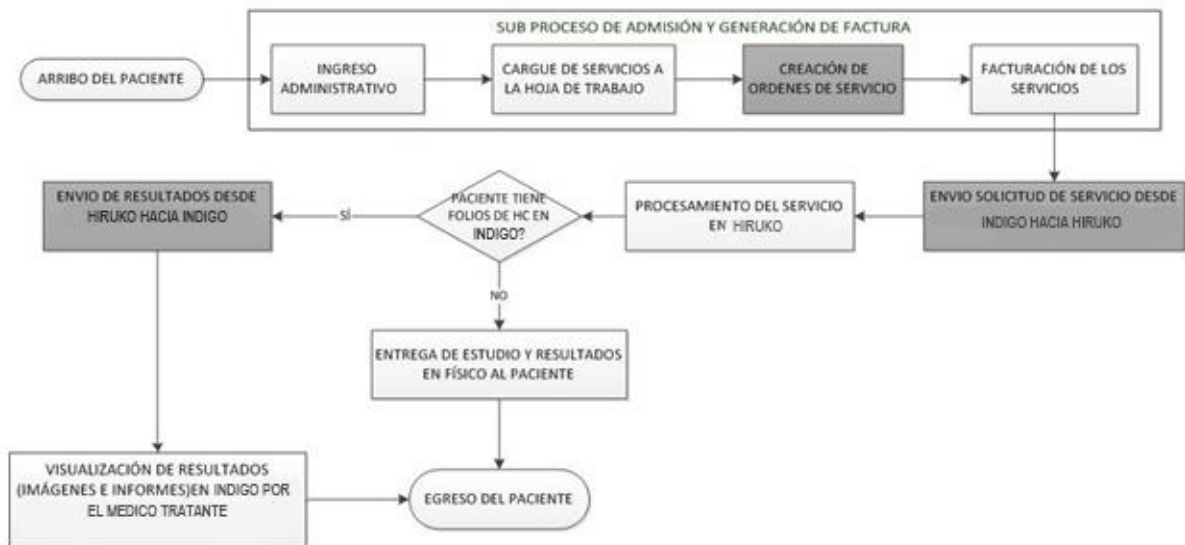 SUB PROCESO DE ADMISIÓN Y GENERACIÓN DE FACTURA
ARRIBO DEL PACIENTE
INGRESO
ADMINISTRATIVO
CARGUE DE SERVICIOS A
LA HOJA DE TRABAJO
CREACIÓN DE
ORDENES DE SERVICIO
FACTURACIÓN DE LOS
SERVICIOS
ENVIO SOLICITUD DE SERVICIO DESDE
INDIGO HACIA HIRUKO
PROCESAMIENTO DEL SERVICIO
EN HIRUKO
PACIENTE TIENE
FOLIOS DE HC EN
INDIGO?
SÍ
ENVIO DE RESULTADOS DESDE
HIRUKO HACIA INDIGO
NO
ENTREGA DE ESTUDIO Y RESULTADOS
EN FÍSICO AL PACIENTE
VISUALIZACIÓN DE RESULTADOS
(IMÁGENES E INFORMES)EN INDIGO POR
EL MEDICO TRATANTE
EGRESO DEL PACIENTE